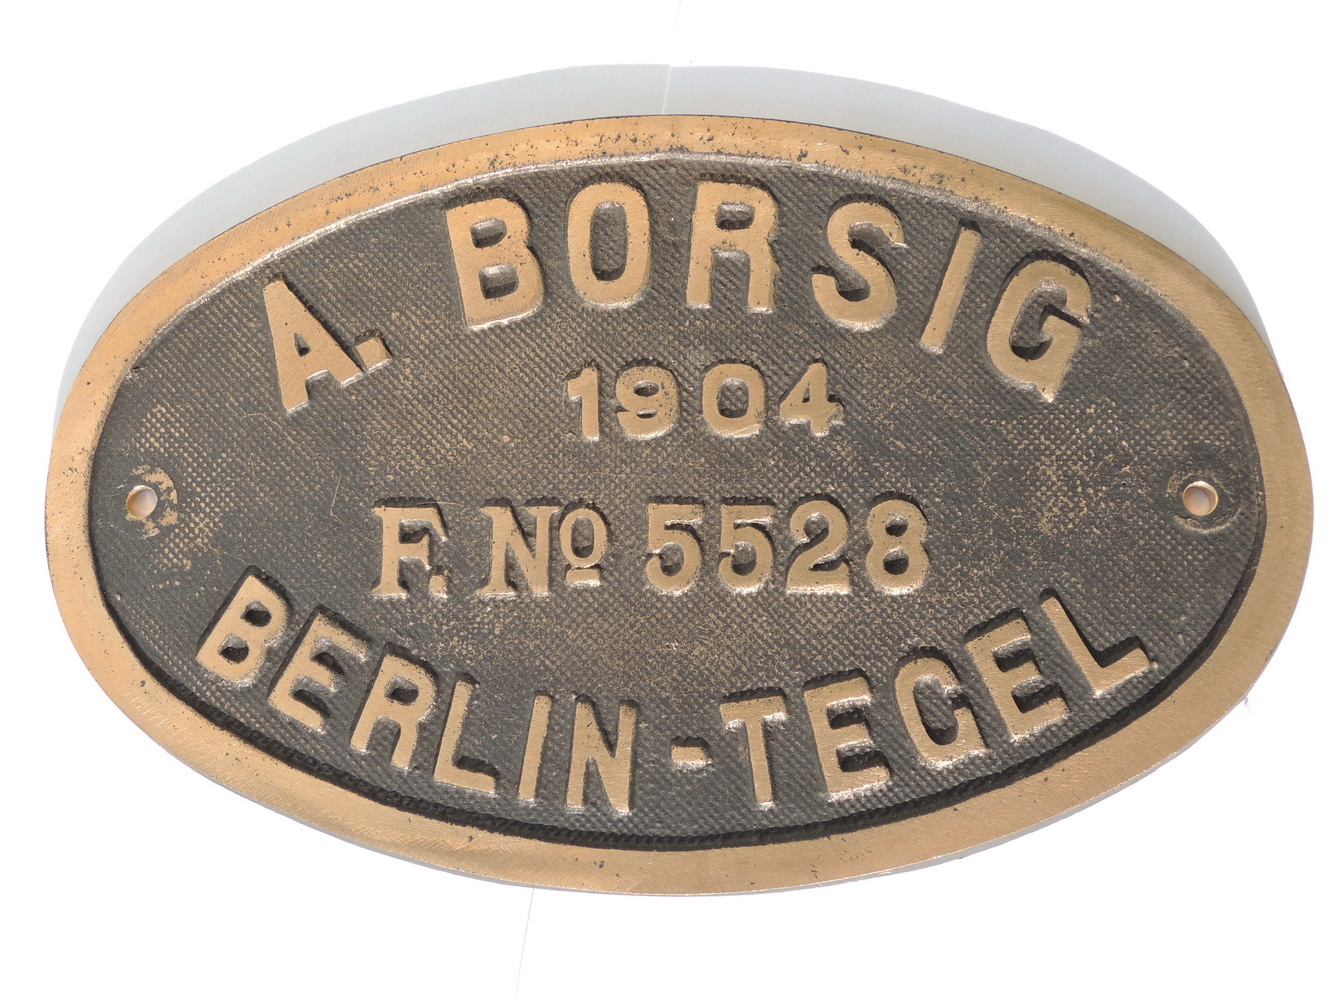 A. BORSIG
1904
F. No 5528
BERLIN-TEGEL